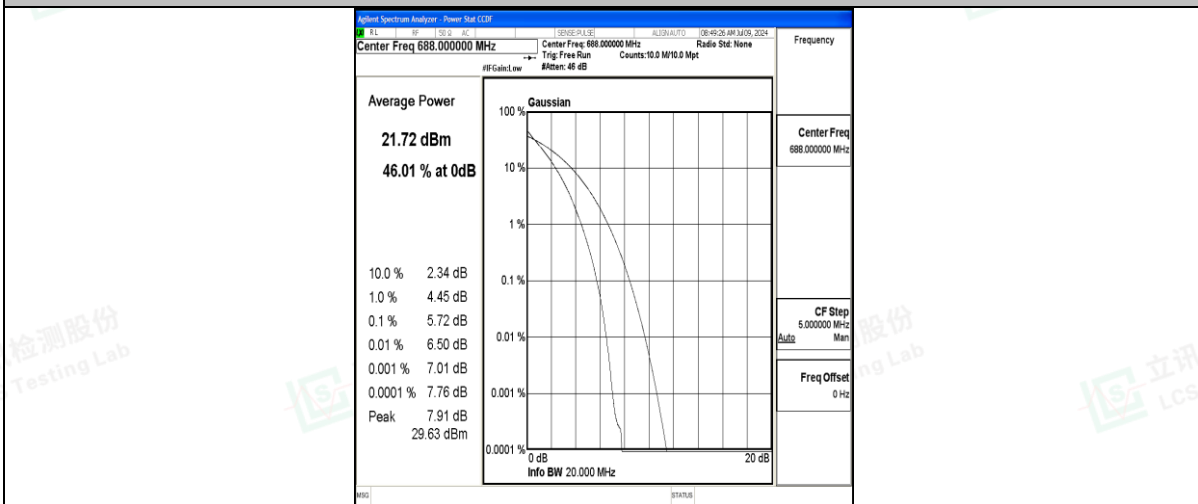 Agilent Spectrum Analyzer - Power Stat CCDF
RL RF 50 Ω AC SENSE:PULSE ALIGN AUTO 08:49:26 AM Jul 09, 2024
Center Freq 688.000000 MHz
Center Freq: 688.000000 MHz Radio Std: None
Trig: Free Run Counts:10.0 M/10.0 Mpt
#IFGain:Low #Atten: 46 dB
Frequency
Average Power
21.72 dBm
46.01 % at 0dB
10.0 % 2.34 dB
1.0 % 4.45 dB
0.1 % 5.72 dB
0.01 % 6.50 dB
0.001 % 7.01 dB
0.0001 % 7.76 dB
Peak 7.91 dB
29.63 dBm
Gaussian
100 %
10 %
1 %
0.1 %
0.01 %
0.001 %
0.0001 %
0 dB 20 dB
Info BW 20.000 MHz
Center Freq
688.000000 MHz
CF Step
5.000000 MHz
Auto Man
Freq Offset
0 Hz
MSG STATUS
检测股份
Testing Lab
股份
ng Lab
立讯
LCS